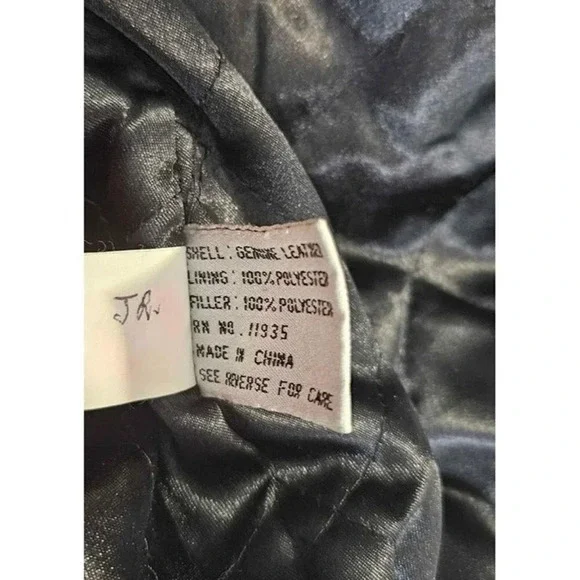 JR.
SHELL: GENUINE LEATHER
LINING: 100% POLYESTER
FILLER: 100% POLYESTER
RN NO. 11935
MADE IN CHINA
SEE REVERSE FOR CARE